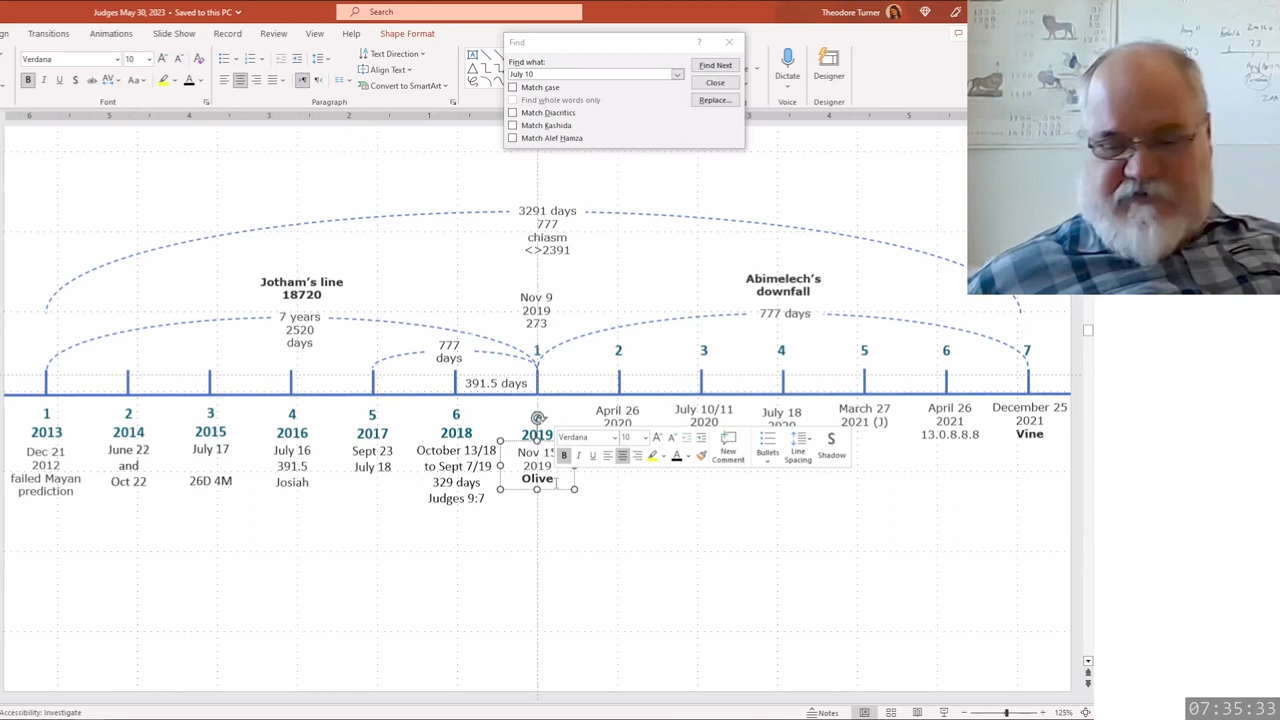 Judges May 30, 2023 • Saved to this PC
Search
Theodore Turner
Transitions
Animations
Slide Show
Record
Review
View
Help
Shape Format
Verdana
10
Text Direction
Align Text
Convert to SmartArt
Font
Paragraph
Dictate
Voice
Designer
Designer
Find
Find what:
July 10
Match case
Find whole words only
Match Diacritics
Match Kashida
Match Alef Hamza
Find Next
Close
Replace...
3291 days
777
chiasm
<>2391
Jotham's line
18720
7 years
2520
days
777
days
391.5 days
Nov 9
2019
273
Abimelech's
downfall
777 days
1
2
3
4
5
6
7
1
2013
Dec 21
2012
failed Mayan
prediction
2
2014
June 22
and
Oct 22
3
2015
July 17
26D 4M
4
2016
July 16
391.5
Josiah
5
2017
Sept 23
July 18
6
2018
October 13/18
to Sept 7/19
329 days
Judges 9:7
2019
Nov 15
2019
Olive
April 26
2020
July 10/11
2020
July 18
March 27
2021 (J)
April 26
2021
13.0.8.8.8
December 25
2021
Vine
Verdana
10
New
Comment
Bullets
Line
Spacing
Shadow
Accessibility: Investigate
Notes
125%
07:35:33